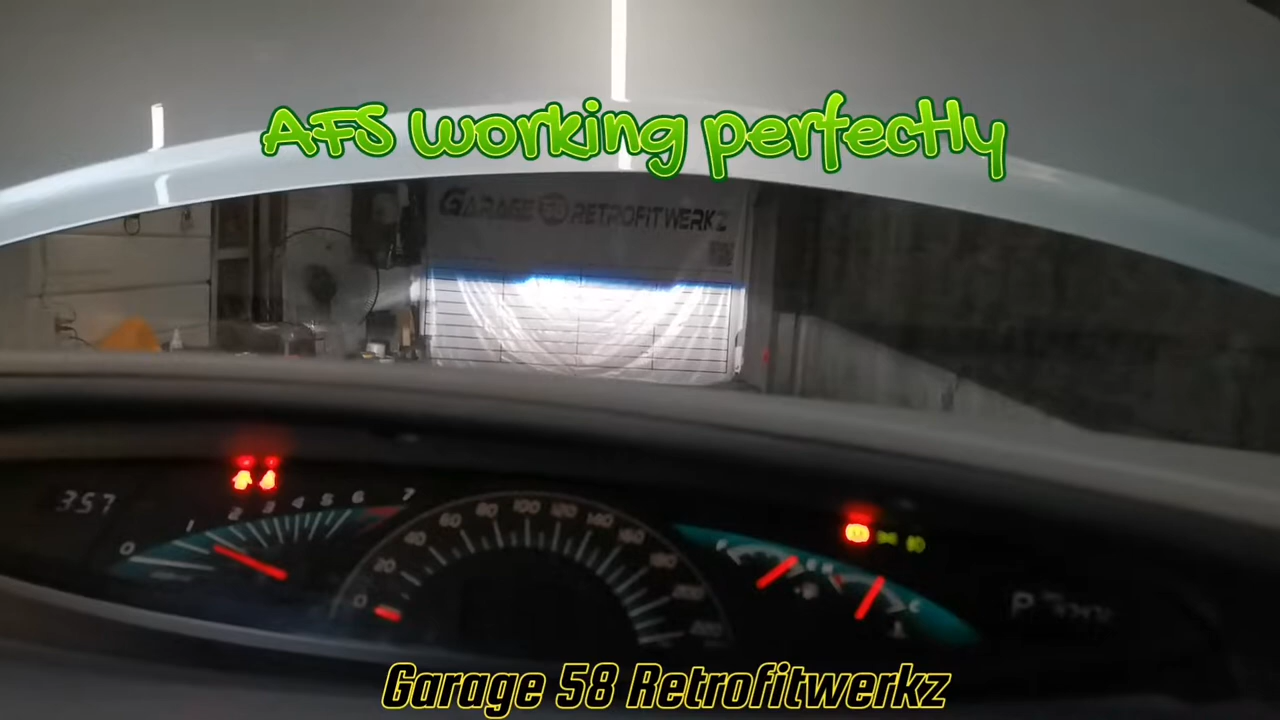 AFS working perfectly
GARAGE 58 RETROFITWERKZ
357
0 1 2 3 4 5 6 7
0 20 40 60 80 100 120 140 160 180 200
F
C
P
Garage 58 Retrofitwerkz